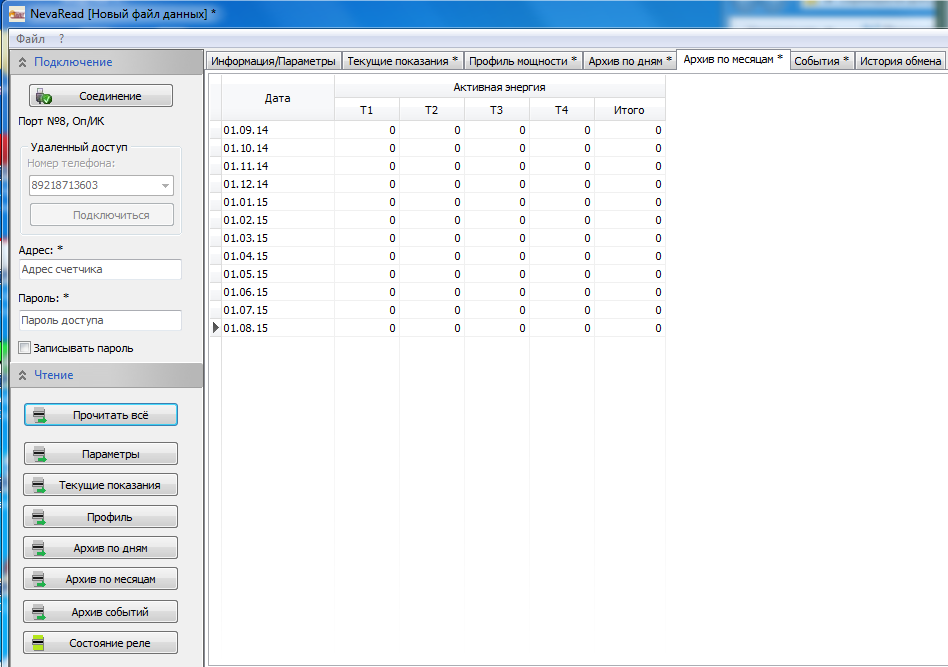 NevaRead [Новый файл данных] *
Файл ?
Подключение
Соединение
Порт №8, Оп/ИК
Удаленный доступ
Номер телефона:
89218713603
Подключиться
Адрес: *
Адрес счетчика
Пароль: *
Пароль доступа
Записывать пароль
Чтение
Прочитать всё
Параметры
Текущие показания
Профиль
Архив по дням
Архив по месяцам
Архив событий
Состояние реле
Информация/Параметры Текущие показания * Профиль мощности * Архив по дням * Архив по месяцам * События * История обмена
Дата Активная энергия
T1 T2 T3 T4 Итого
01.09.14 0 0 0 0 0
01.10.14 0 0 0 0 0
01.11.14 0 0 0 0 0
01.12.14 0 0 0 0 0
01.01.15 0 0 0 0 0
01.02.15 0 0 0 0 0
01.03.15 0 0 0 0 0
01.04.15 0 0 0 0 0
01.05.15 0 0 0 0 0
01.06.15 0 0 0 0 0
01.07.15 0 0 0 0 0
01.08.15 0 0 0 0 0